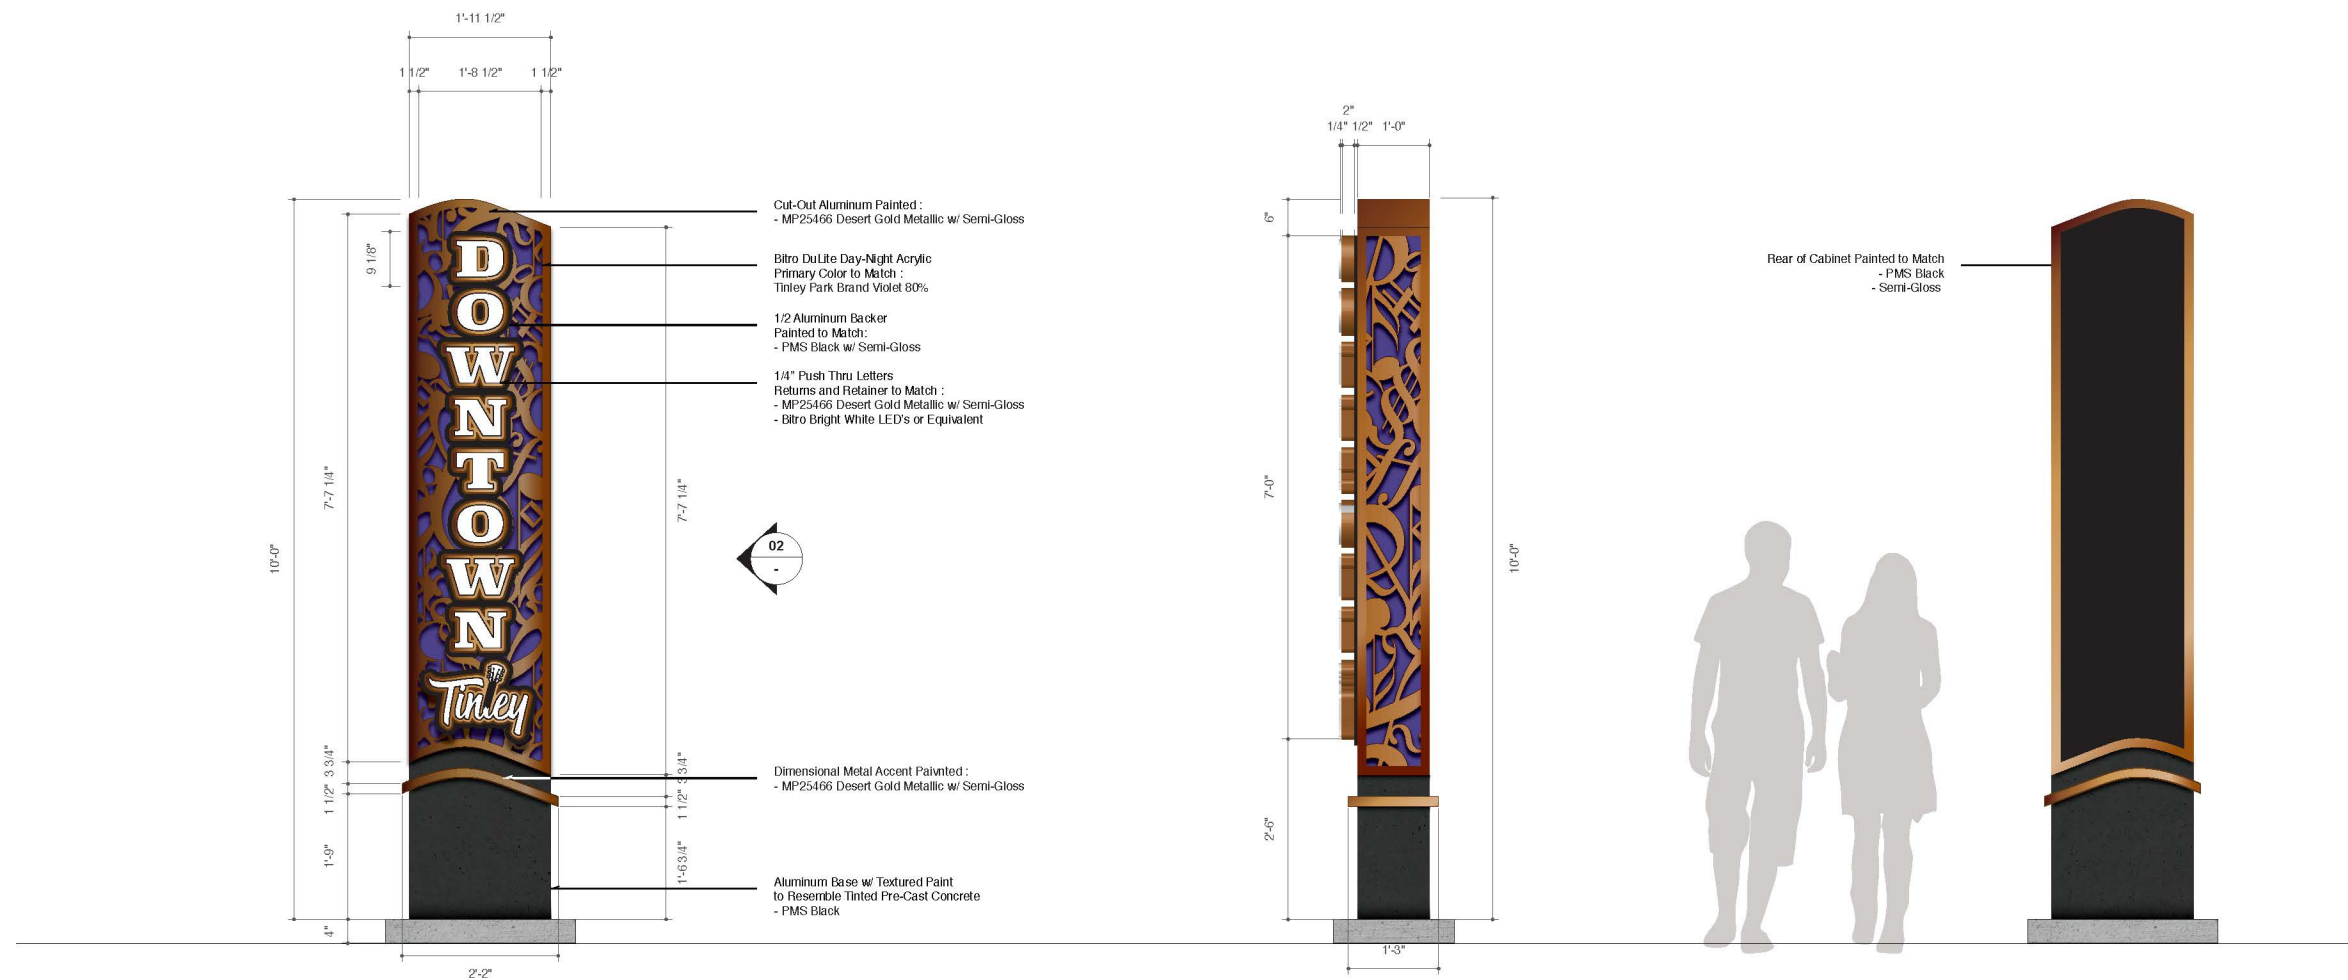 1'-11 1/2"
1 1/2"
1'-8 1/2"
1 1/2"
9 1/8"
7'-7 1/4"
10'-0"
3 3/4"
1 1/2"
1'-9"
4"
2'-2"
D
O
W
N
T
O
W
N
Tinley
7'-7 1/4"
3 3/4"
1 1/2"
1'-6 3/4"
Cut-Out Aluminum Painted :
- MP25466 Desert Gold Metallic w/ Semi-Gloss
Bitro DuLite Day-Night Acrylic
Primary Color to Match :
Tinley Park Brand Violet 80%
1/2 Aluminum Backer
Painted to Match:
- PMS Black w/ Semi-Gloss
1/4" Push Thru Letters
Returns and Retainer to Match :
- MP25466 Desert Gold Metallic w/ Semi-Gloss
- Bitro Bright White LED's or Equivalent
02
-
Dimensional Metal Accent Paivnted :
- MP25466 Desert Gold Metallic w/ Semi-Gloss
Aluminum Base w/ Textured Paint
to Resemble Tinted Pre-Cast Concrete
- PMS Black
2"
1/4" 1/2" 1'-0"
6"
7'-0"
2'-6"
10'-0"
1'-3"
Rear of Cabinet Painted to Match
- PMS Black
- Semi-Gloss